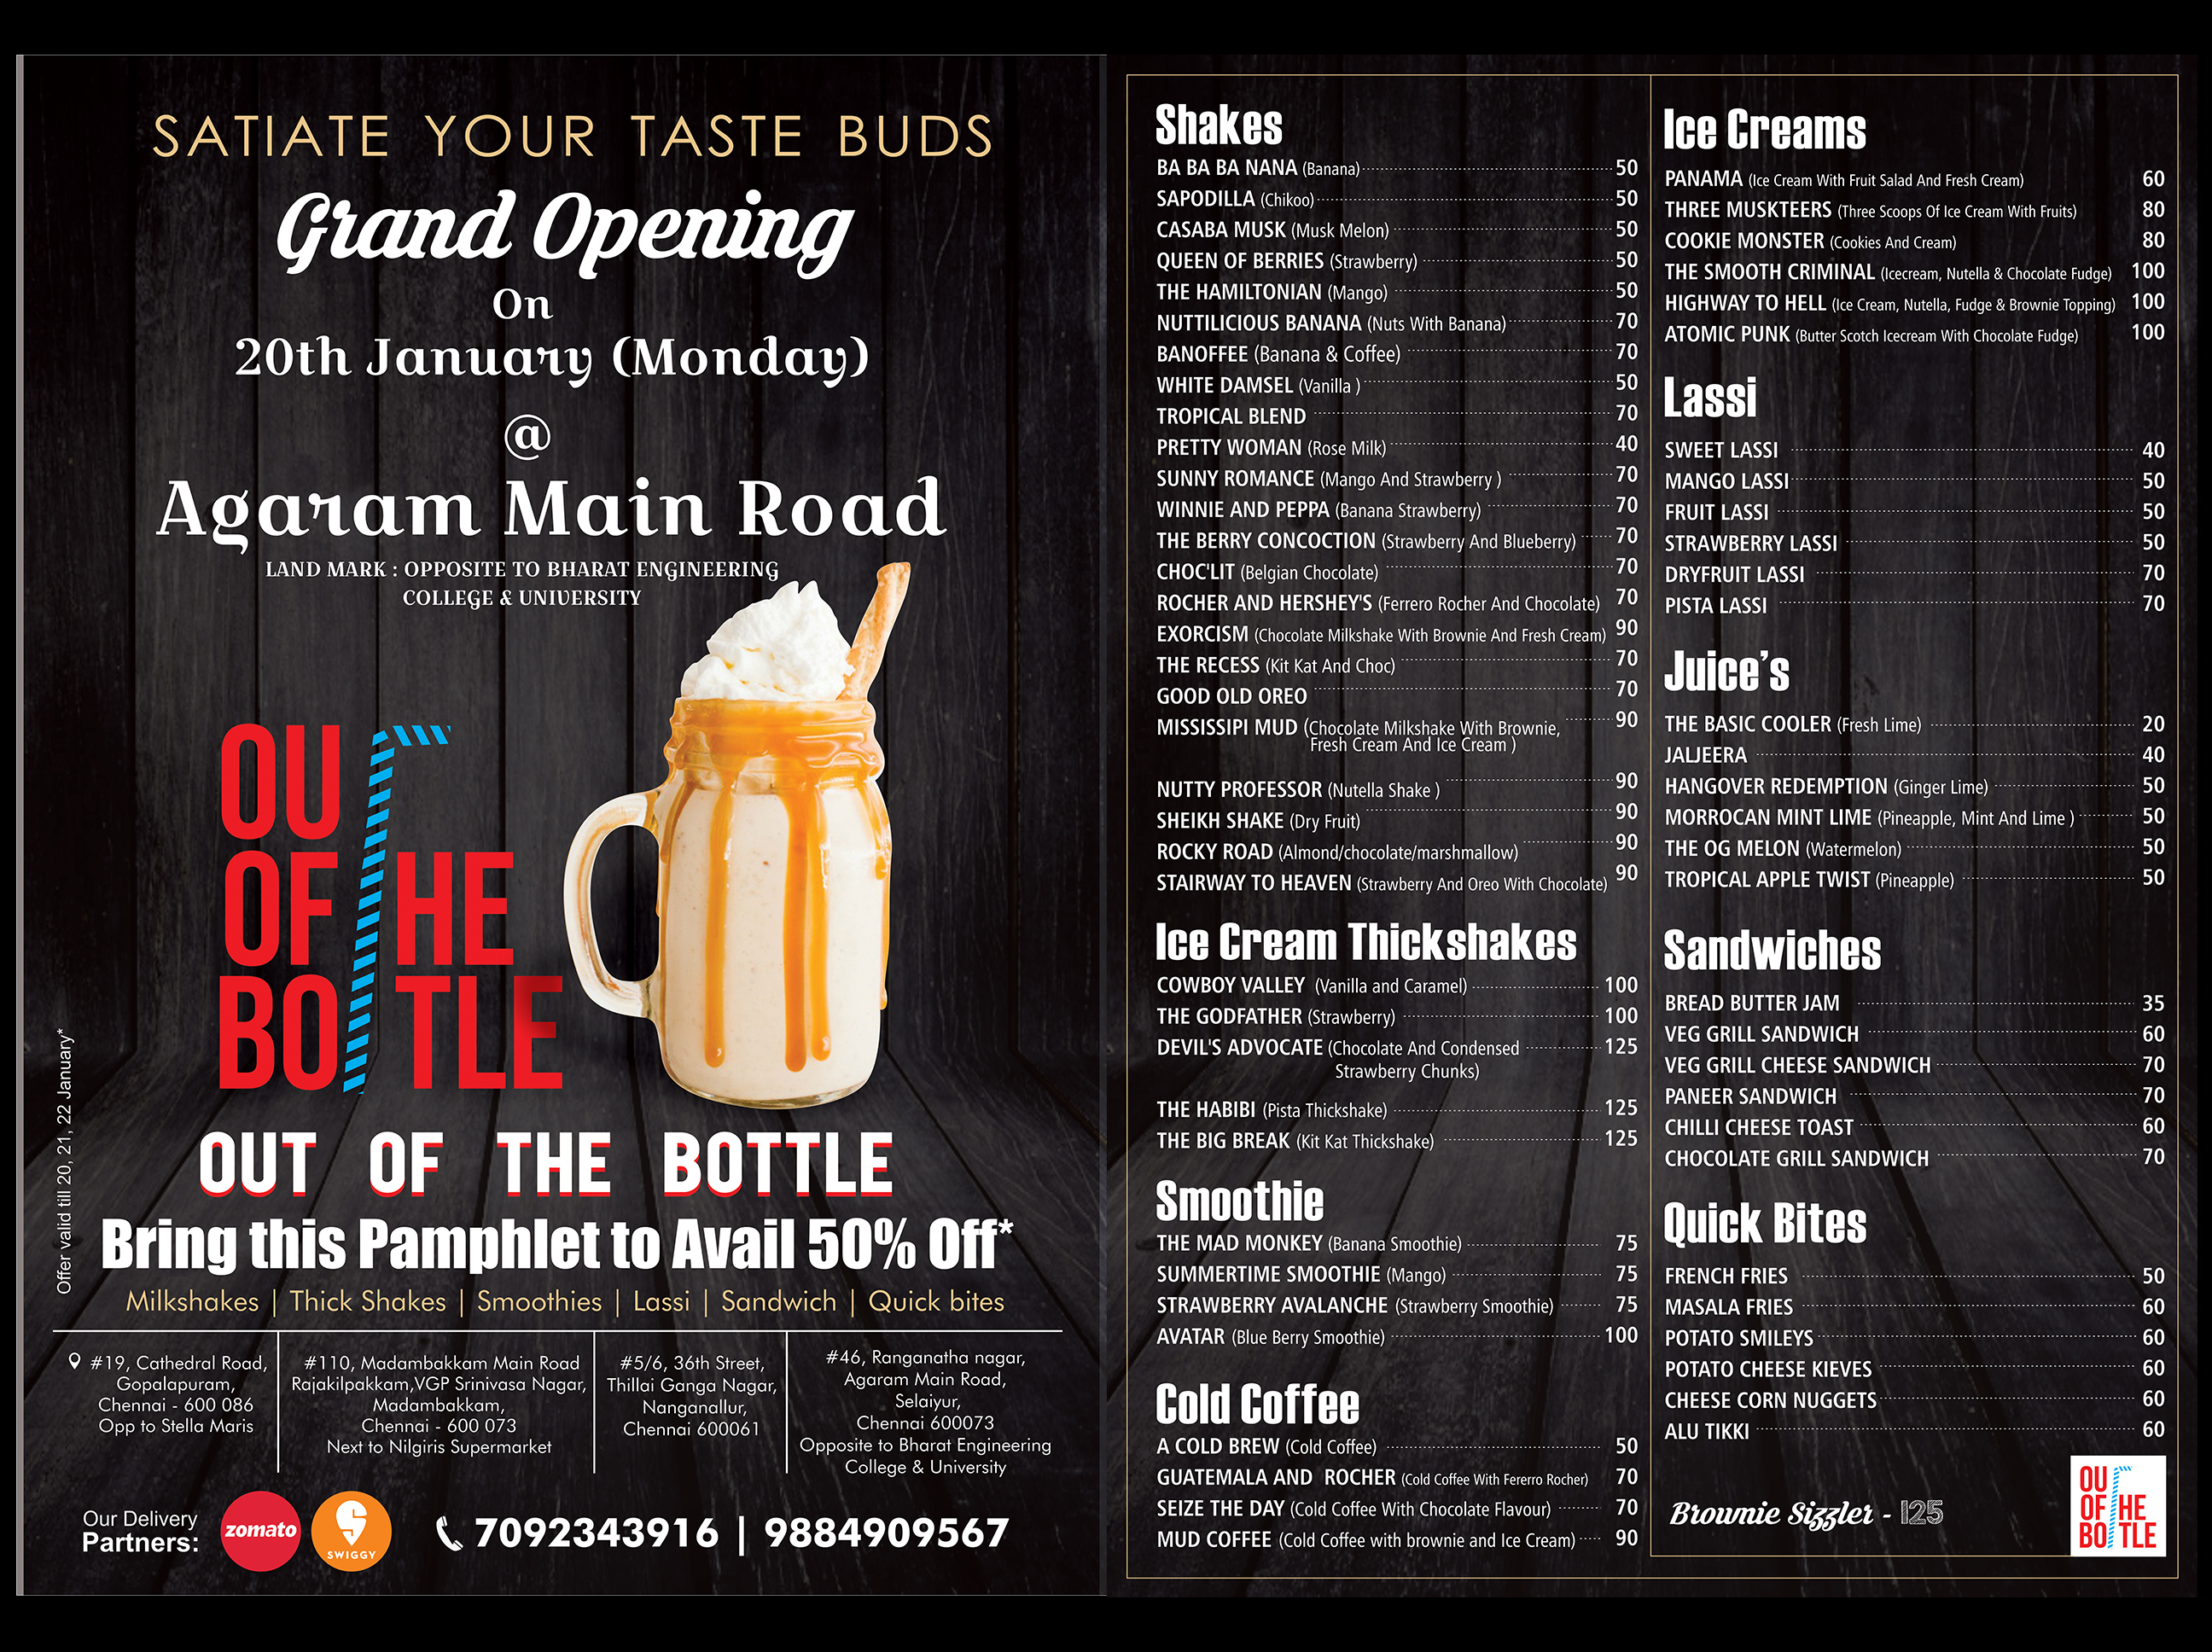 SATIATE YOUR TASTE BUDS
Grand Opening
On
20th January (Monday)
@
Agaram Main Road
LAND MARK : OPPOSITE TO BHARAT ENGINEERING
COLLEGE & UNIVERSITY
OU
OF HE
BO TLE
OUT OF THE BOTTLE
Bring this Pamphlet to Avail 50% Off*
Milkshakes | Thick Shakes | Smoothies | Lassi | Sandwich | Quick bites
Offer valid till 20, 21, 22 January*
#19, Cathedral Road,
Gopalapuram,
Chennai - 600 086
Opp to Stella Maris
#110, Madambakkam Main Road
Rajakilpakkam,VGP Srinivasa Nagar,
Madambakkam,
Chennai - 600 073
Next to Nilgiris Supermarket
#5/6, 36th Street,
Thillai Ganga Nagar,
Nanganallur,
Chennai 600061
#46, Ranganatha nagar,
Agaram Main Road,
Selaiyur,
Chennai 600073
Opposite to Bharat Engineering
College & University
Our Delivery
Partners:
zomato
SWIGGY
7092343916 | 9884909567
Shakes
BA BA BA NANA (Banana) 50
SAPODILLA (Chikoo) 50
CASABA MUSK (Musk Melon) 50
QUEEN OF BERRIES (Strawberry) 50
THE HAMILTONIAN (Mango) 50
NUTTILICIOUS BANANA (Nuts With Banana) 70
BANOFFEE (Banana & Coffee) 70
WHITE DAMSEL (Vanilla ) 50
TROPICAL BLEND 70
PRETTY WOMAN (Rose Milk) 40
SUNNY ROMANCE (Mango And Strawberry ) 70
WINNIE AND PEPPA (Banana Strawberry) 70
THE BERRY CONCOCTION (Strawberry And Blueberry) 70
CHOC'LIT (Belgian Chocolate) 70
ROCHER AND HERSHEY'S (Ferrero Rocher And Chocolate) 70
EXORCISM (Chocolate Milkshake With Brownie And Fresh Cream) 90
THE RECESS (Kit Kat And Choc) 70
GOOD OLD OREO 70
MISSISSIPI MUD (Chocolate Milkshake With Brownie, 90
Fresh Cream And Ice Cream )
NUTTY PROFESSOR (Nutella Shake ) 90
SHEIKH SHAKE (Dry Fruit) 90
ROCKY ROAD (Almond/chocolate/marshmallow) 90
STAIRWAY TO HEAVEN (Strawberry And Oreo With Chocolate) 90
Ice Cream Thickshakes
COWBOY VALLEY (Vanilla and Caramel) 100
THE GODFATHER (Strawberry) 100
DEVIL'S ADVOCATE (Chocolate And Condensed 125
Strawberry Chunks)
THE HABIBI (Pista Thickshake) 125
THE BIG BREAK (Kit Kat Thickshake) 125
Smoothie
THE MAD MONKEY (Banana Smoothie) 75
SUMMERTIME SMOOTHIE (Mango) 75
STRAWBERRY AVALANCHE (Strawberry Smoothie) 75
AVATAR (Blue Berry Smoothie) 100
Cold Coffee
A COLD BREW (Cold Coffee) 50
GUATEMALA AND ROCHER (Cold Coffee With Fererro Rocher) 70
SEIZE THE DAY (Cold Coffee With Chocolate Flavour) 70
MUD COFFEE (Cold Coffee with brownie and Ice Cream) 90
Ice Creams
PANAMA (Ice Cream With Fruit Salad And Fresh Cream) 60
THREE MUSKTEERS (Three Scoops Of Ice Cream With Fruits) 80
COOKIE MONSTER (Cookies And Cream) 80
THE SMOOTH CRIMINAL (Icecream, Nutella & Chocolate Fudge) 100
HIGHWAY TO HELL (Ice Cream, Nutella, Fudge & Brownie Topping) 100
ATOMIC PUNK (Butter Scotch Icecream With Chocolate Fudge) 100
Lassi
SWEET LASSI 40
MANGO LASSI 50
FRUIT LASSI 50
STRAWBERRY LASSI 50
DRYFRUIT LASSI 70
PISTA LASSI 70
Juice's
THE BASIC COOLER (Fresh Lime) 20
JALJEERA 40
HANGOVER REDEMPTION (Ginger Lime) 50
MORROCAN MINT LIME (Pineapple, Mint And Lime ) 50
THE OG MELON (Watermelon) 50
TROPICAL APPLE TWIST (Pineapple) 50
Sandwiches
BREAD BUTTER JAM 35
VEG GRILL SANDWICH 60
VEG GRILL CHEESE SANDWICH 70
PANEER SANDWICH 70
CHILLI CHEESE TOAST 60
CHOCOLATE GRILL SANDWICH 70
Quick Bites
FRENCH FRIES 50
MASALA FRIES 60
POTATO SMILEYS 60
POTATO CHEESE KIEVES 60
CHEESE CORN NUGGETS 60
ALU TIKKI 60
Brownie Sizzler - 125
OU
OF HE
BO TLE